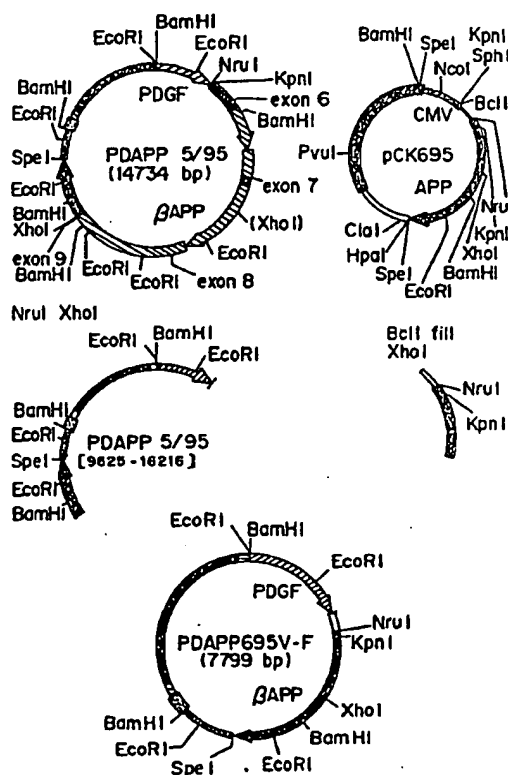 BamHI
EcoRI
EcoRI
NruI
KpnI
exon 6
BamHI
PDGF
BamHI
EcoRI
SpeI
PDAPP 5/95
(14734 bp)
exon 7
EcoRI
BamHI
XhoI
exon 9
BamHI
βAPP
(XhoI)
EcoRI
EcoRI
EcoRI
exon 8
BamHI
SpeI
NcoI
KpnI
SphI
BclI
CMV
PvuI
pCK695
APP
NruI
KpnI
XhoI
BamHI
EcoRI
ClaI
HpaI
SpeI
NruI XhoI
EcoRI
BamHI
EcoRI
BamHI
EcoRI
SpeI
PDAPP 5/95
[9625-16216]
EcoRI
BamHI
BclI fill
XhoI
NruI
KpnI
EcoRI
BamHI
EcoRI
PDGF
NruI
KpnI
PDAPP695V-F
(7799 bp)
βAPP
XhoI
BamHI
EcoRI
SpeI
EcoRI
BamHI